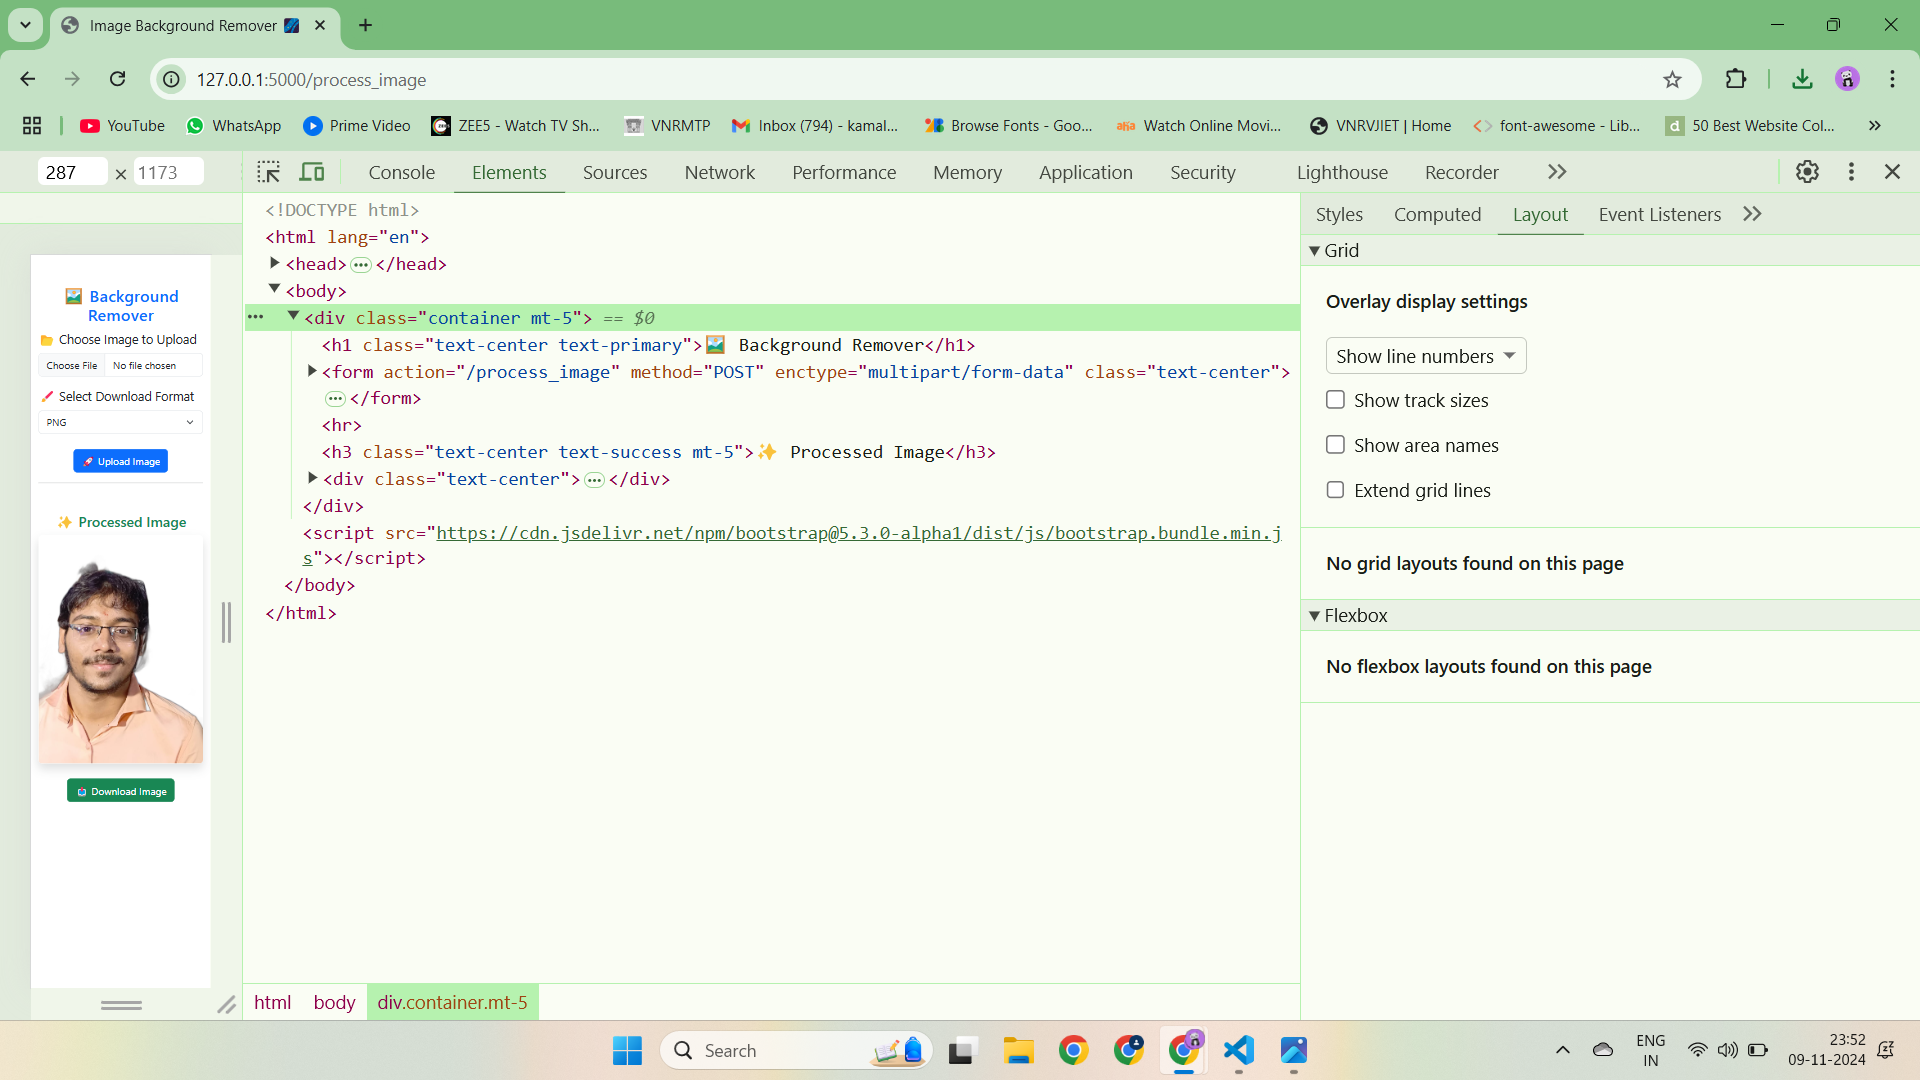 Image Background Remover
127.0.0.1:5000/process_image
YouTube WhatsApp Prime Video ZEE5 - Watch TV Sh... VNRMTP Inbox (794) - kamal... Browse Fonts - Goo... Watch Online Movi... VNRVJIET | Home font-awesome - Lib... 50 Best Website Col...
287 × 1173
Console Elements Sources Network Performance Memory Application Security Lighthouse Recorder
🖼️ Background
Remover
📂 Choose Image to Upload
Choose File No file chosen
🖍️ Select Download Format
PNG
🚀 Upload Image
✨ Processed Image
Download Image
<!DOCTYPE html>
<html lang="en">
<head>...</head>
<body>
... <div class="container mt-5"> == $0
<h1 class="text-center text-primary">🖼️ Background Remover</h1>
<form action="/process_image" method="POST" enctype="multipart/form-data" class="text-center">
...</form>
<hr>
<h3 class="text-center text-success mt-5">✨ Processed Image</h3>
<div class="text-center">...</div>
</div>
<script src="https://cdn.jsdelivr.net/npm/bootstrap@5.3.0-alpha1/dist/js/bootstrap.bundle.min.j
s"></script>
</body>
</html>
html body div.container.mt-5
Styles Computed Layout Event Listeners
Grid
Overlay display settings
Show line numbers
Show track sizes
Show area names
Extend grid lines
No grid layouts found on this page
Flexbox
No flexbox layouts found on this page
Search
ENG
IN
23:52
09-11-2024